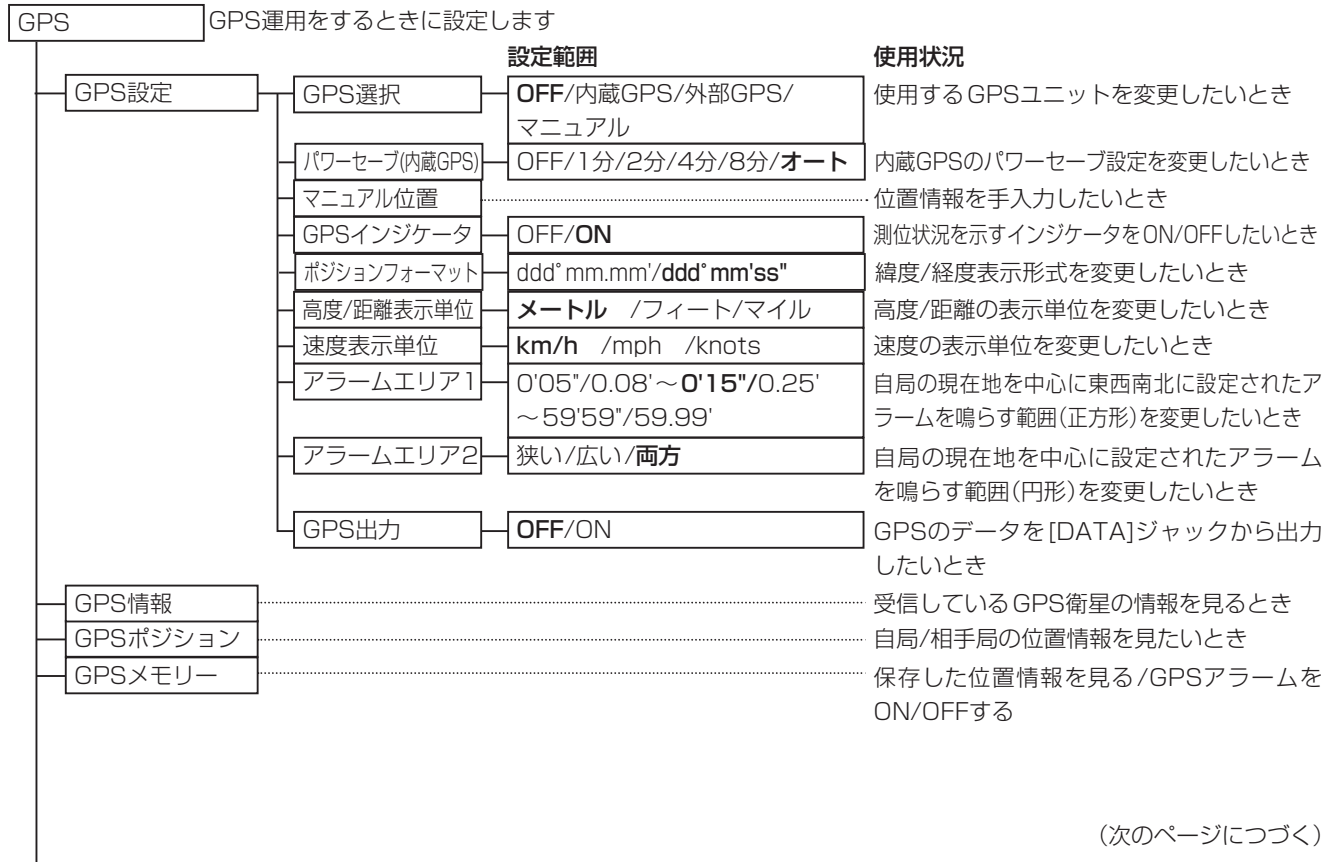 GPS GPS運用をするときに設定します
設定範囲 使用状況
GPS設定 GPS選択 OFF/内蔵GPS/外部GPS/ 使用するGPSユニットを変更したいとき
マニュアル
パワーセーブ(内蔵GPS) OFF/1分/2分/4分/8分/オート 内蔵GPSのパワーセーブ設定を変更したいとき
マニュアル位置 位置情報を手入力したいとき
GPSインジケータ OFF/ON 測位状況を示すインジケータをON/OFFしたいとき
ポジションフォーマット ddd°mm.mm'/ddd°mm'ss" 緯度/経度表示形式を変更したいとき
高度/距離表示単位 メートル /フィート/マイル 高度/距離の表示単位を変更したいとき
速度表示単位 km/h /mph /knots 速度の表示単位を変更したいとき
アラームエリア1 0'05"/0.08'～0'15"/0.25' 自局の現在地を中心に東西南北に設定されたア
～59'59"/59.99' ラームを鳴らす範囲(正方形)を変更したいとき
アラームエリア2 狭い/広い/両方 自局の現在地を中心に設定されたアラーム
を鳴らす範囲(円形)を変更したいとき
GPS出力 OFF/ON GPSのデータを[DATA]ジャックから出力
したいとき
GPS情報 受信しているGPS衛星の情報を見るとき
GPSポジション 自局/相手局の位置情報を見たいとき
GPSメモリー 保存した位置情報を見る/GPSアラームを
ON/OFFする
(次のページにつづく)